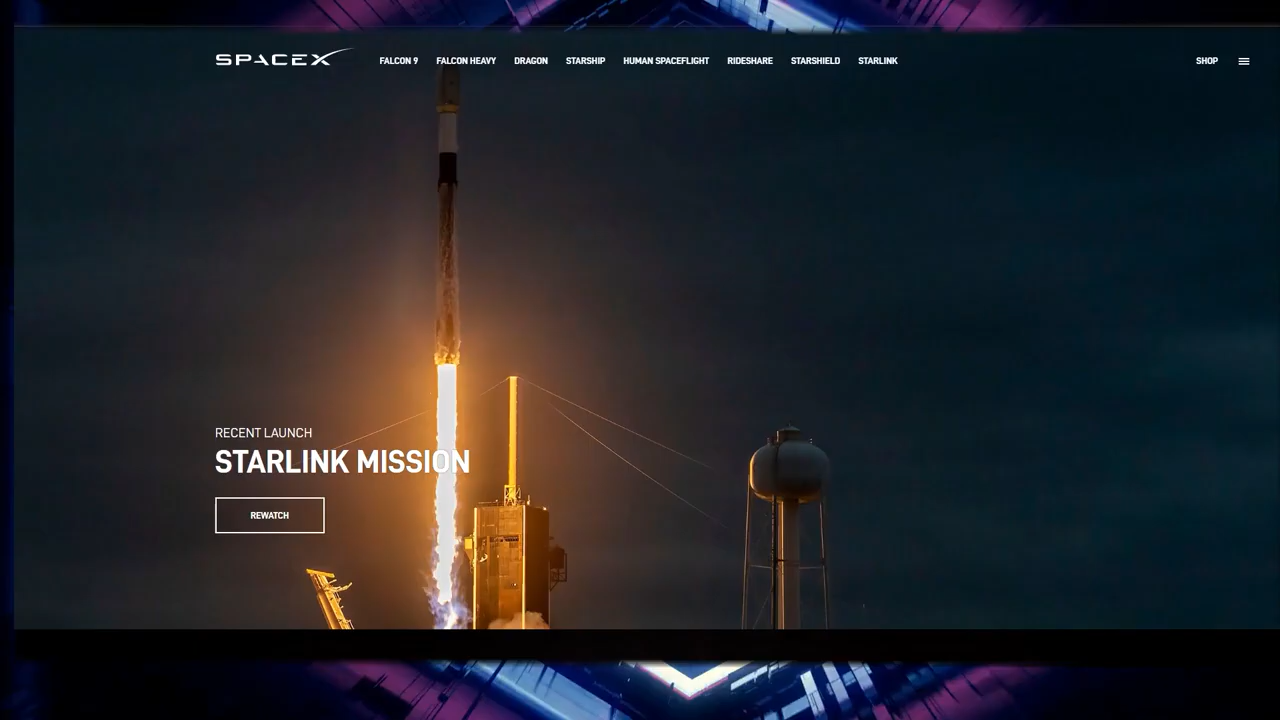 SPACEX
FALCON 9 FALCON HEAVY DRAGON STARSHIP HUMAN SPACEFLIGHT RIDESHARE STARSHIELD STARLINK SHOP
RECENT LAUNCH
STARLINK MISSION
REWATCH